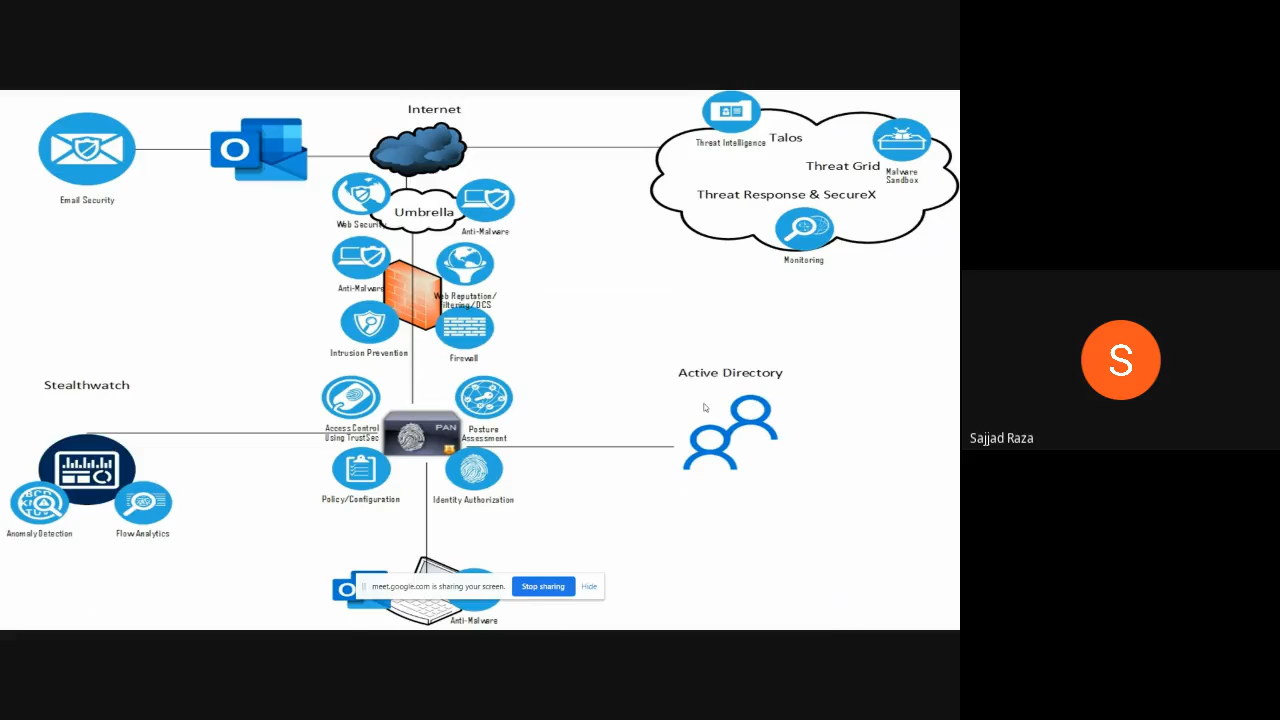 Internet
Email Security
Threat Intelligence
Talos
Threat Grid
Malware
Sandbox
Threat Response & SecureX
Monitoring
Web Security
Umbrella
Anti-Malware
Anti-Malware
Web Reputation/
Filtering/DCS
Intrusion Prevention
Firewall
Stealthwatch
Active Directory
Access Control
Using TrustSec
PAN
Posture
Assessment
Policy/Configuration
Identity Authorization
Anomaly Detection
Flow Analytics
meet.google.com is sharing your screen.
Stop sharing
Hide
Anti-Malware
S
Sajjad Raza